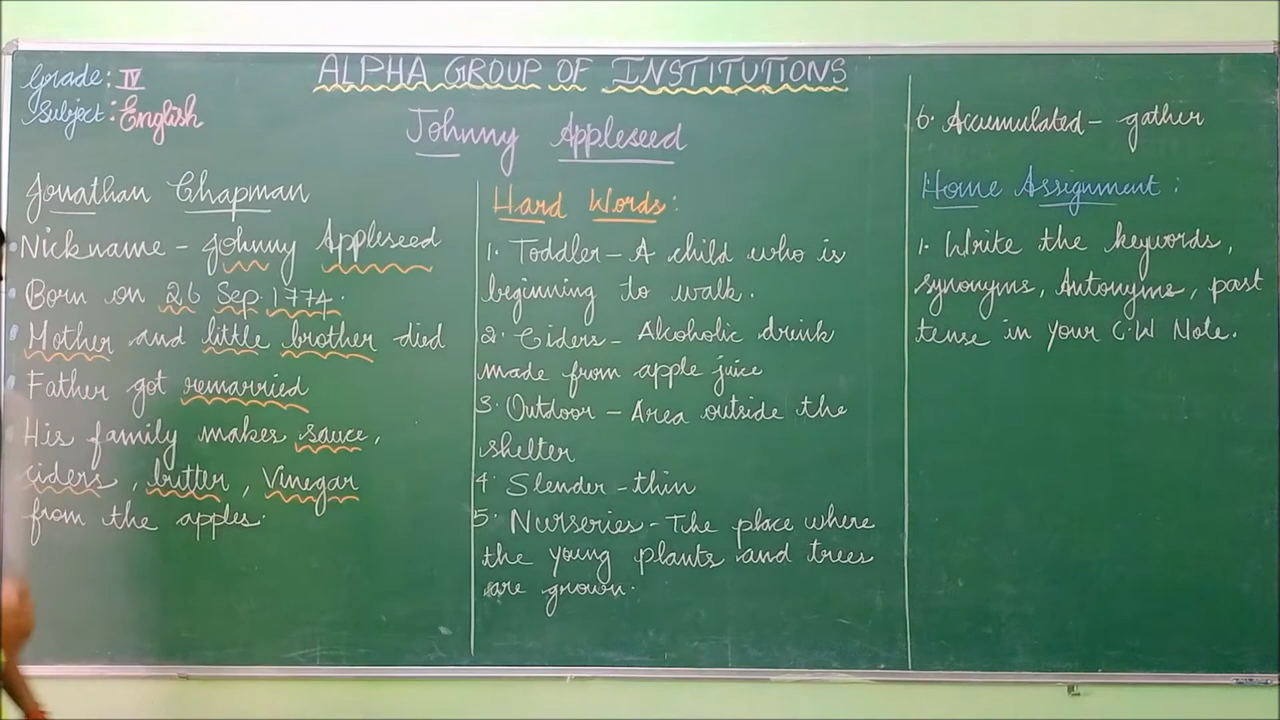 Grade: IV
Subject: English
ALPHA GROUP OF INSTITUTIONS
Johnny Appleseed
Jonathan Chapman
Nickname - Johnny Appleseed
Born on 26 Sep. 1774.
Mother and little brother died
Father got remarried
His family makes sauce,
ciders, butter, Vinegar
from the apples.
Hard Words:
1. Toddler - A child who is
beginning to walk.
2. Ciders - Alcoholic drink
made from apple juice
3. Outdoor - Area outside the
shelter
4. Slender - thin
5. Nurseries - The place where
the young plants and trees
are grown.
6. Accumulated - gather
Home Assignment:
1. Write the keywords,
synonyms, Antonyms, past
tense in your C.W Note.